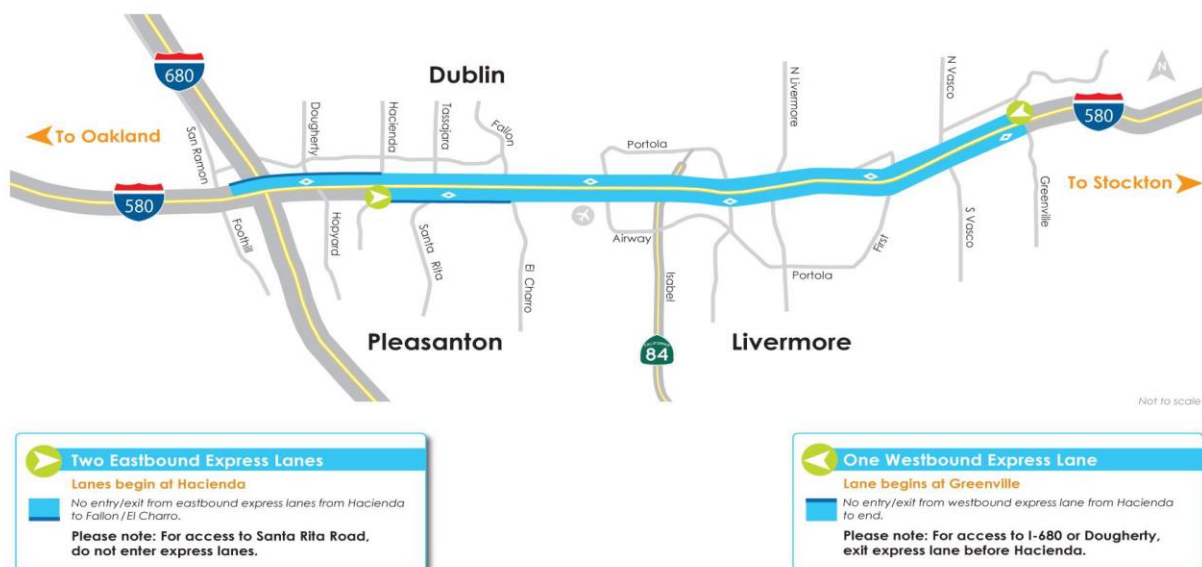 680
Dublin
N
580
To Oakland
San Ramon
Dougherty
Hacienda
Tassajara
Fallon
Portola
N Livermore
N Vasco
580
To Stockton
Foothill
Hopyard
Santa Rita
El Charro
Airway
Isabel
Portola
First
S Vasco
Greenville
Pleasanton
CALIFORNIA
84
Livermore
Not to scale
Two Eastbound Express Lanes
Lanes begin at Hacienda
No entry/exit from eastbound express lanes from Hacienda
to Fallon/El Charro.
Please note: For access to Santa Rita Road,
do not enter express lanes.
One Westbound Express Lane
Lane begins at Greenville
No entry/exit from westbound express lane from Hacienda
to end.
Please note: For access to I-680 or Dougherty,
exit express lane before Hacienda.